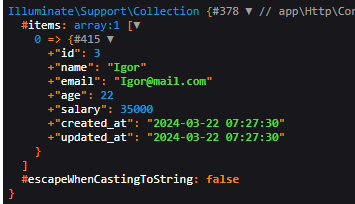 Illuminate\Support\Collection {#378 ▼ // app\Http\Con
#items: array:1 [▼
0 => {#415 ▼
+"id": 3
+"name": "Igor"
+"email": "Igor@mail.com"
+"age": 22
+"salary": 35000
+"created_at": "2024-03-22 07:27:30"
+"updated_at": "2024-03-22 07:27:30"
}
]
#escapeWhenCastingToString: false
}